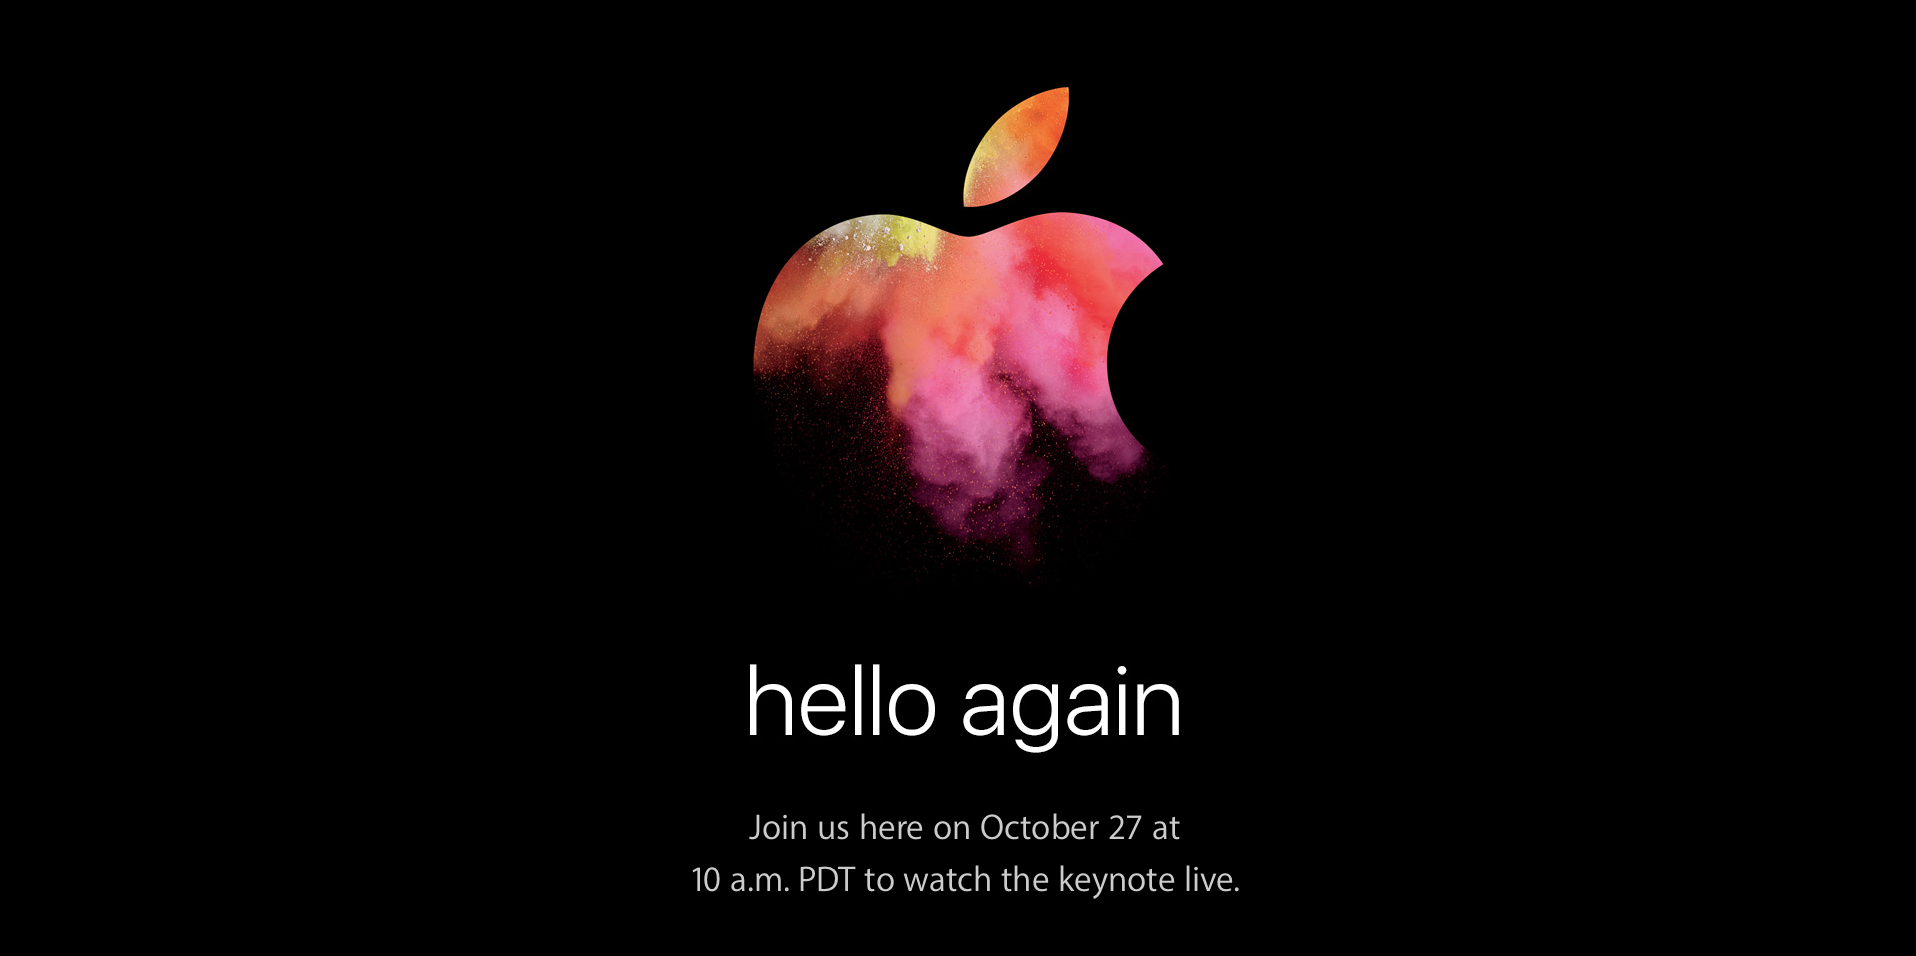 hello again
Join us here on October 27 at
10 a.m. PDT to watch the keynote live.